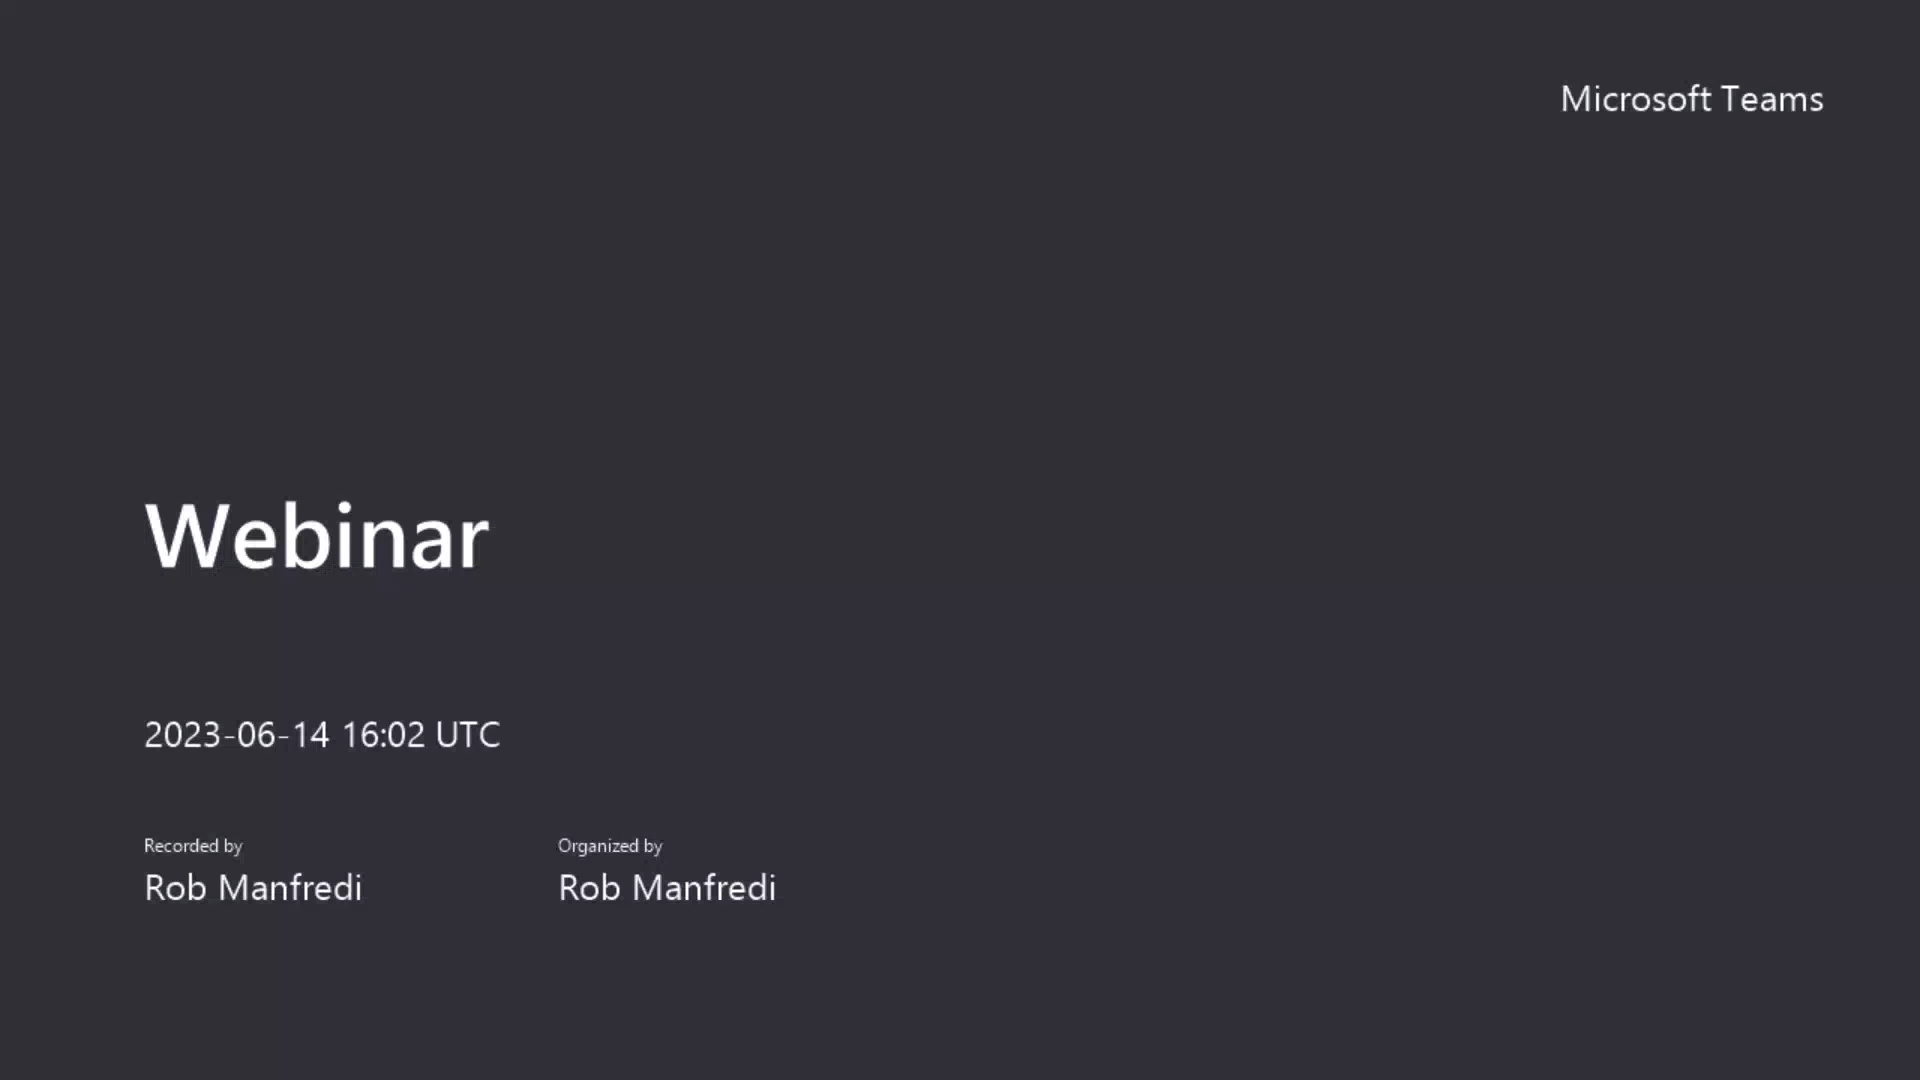 Microsoft Teams
Webinar
2023-06-14 16:02 UTC
Recorded by
Rob Manfredi
Organized by
Rob Manfredi